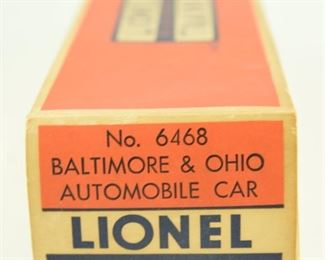 No. 6468
BALTIMORE & OHIO
AUTOMOBILE CAR
LIONEL